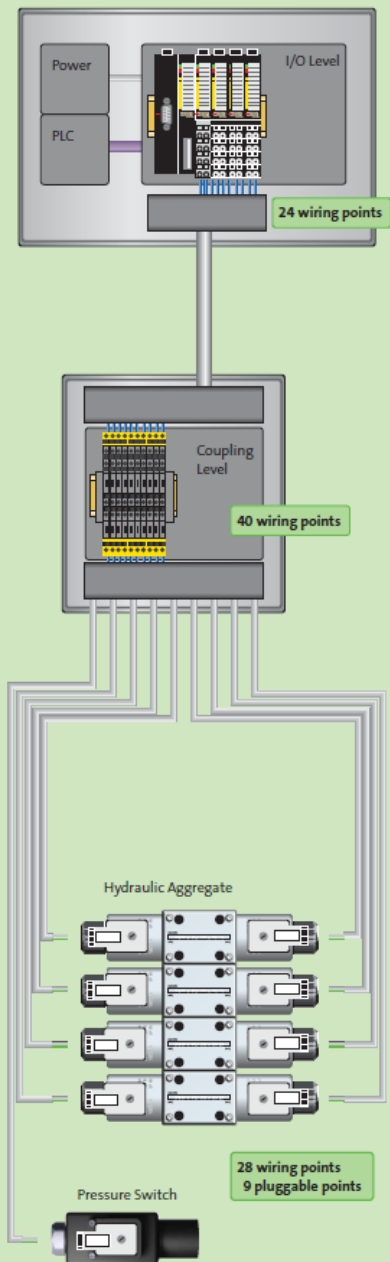 Power
I/O Level
PLC
24 wiring points
Coupling
Level
40 wiring points
Hydraulic Aggregate
28 wiring points
9 pluggable points
Pressure Switch